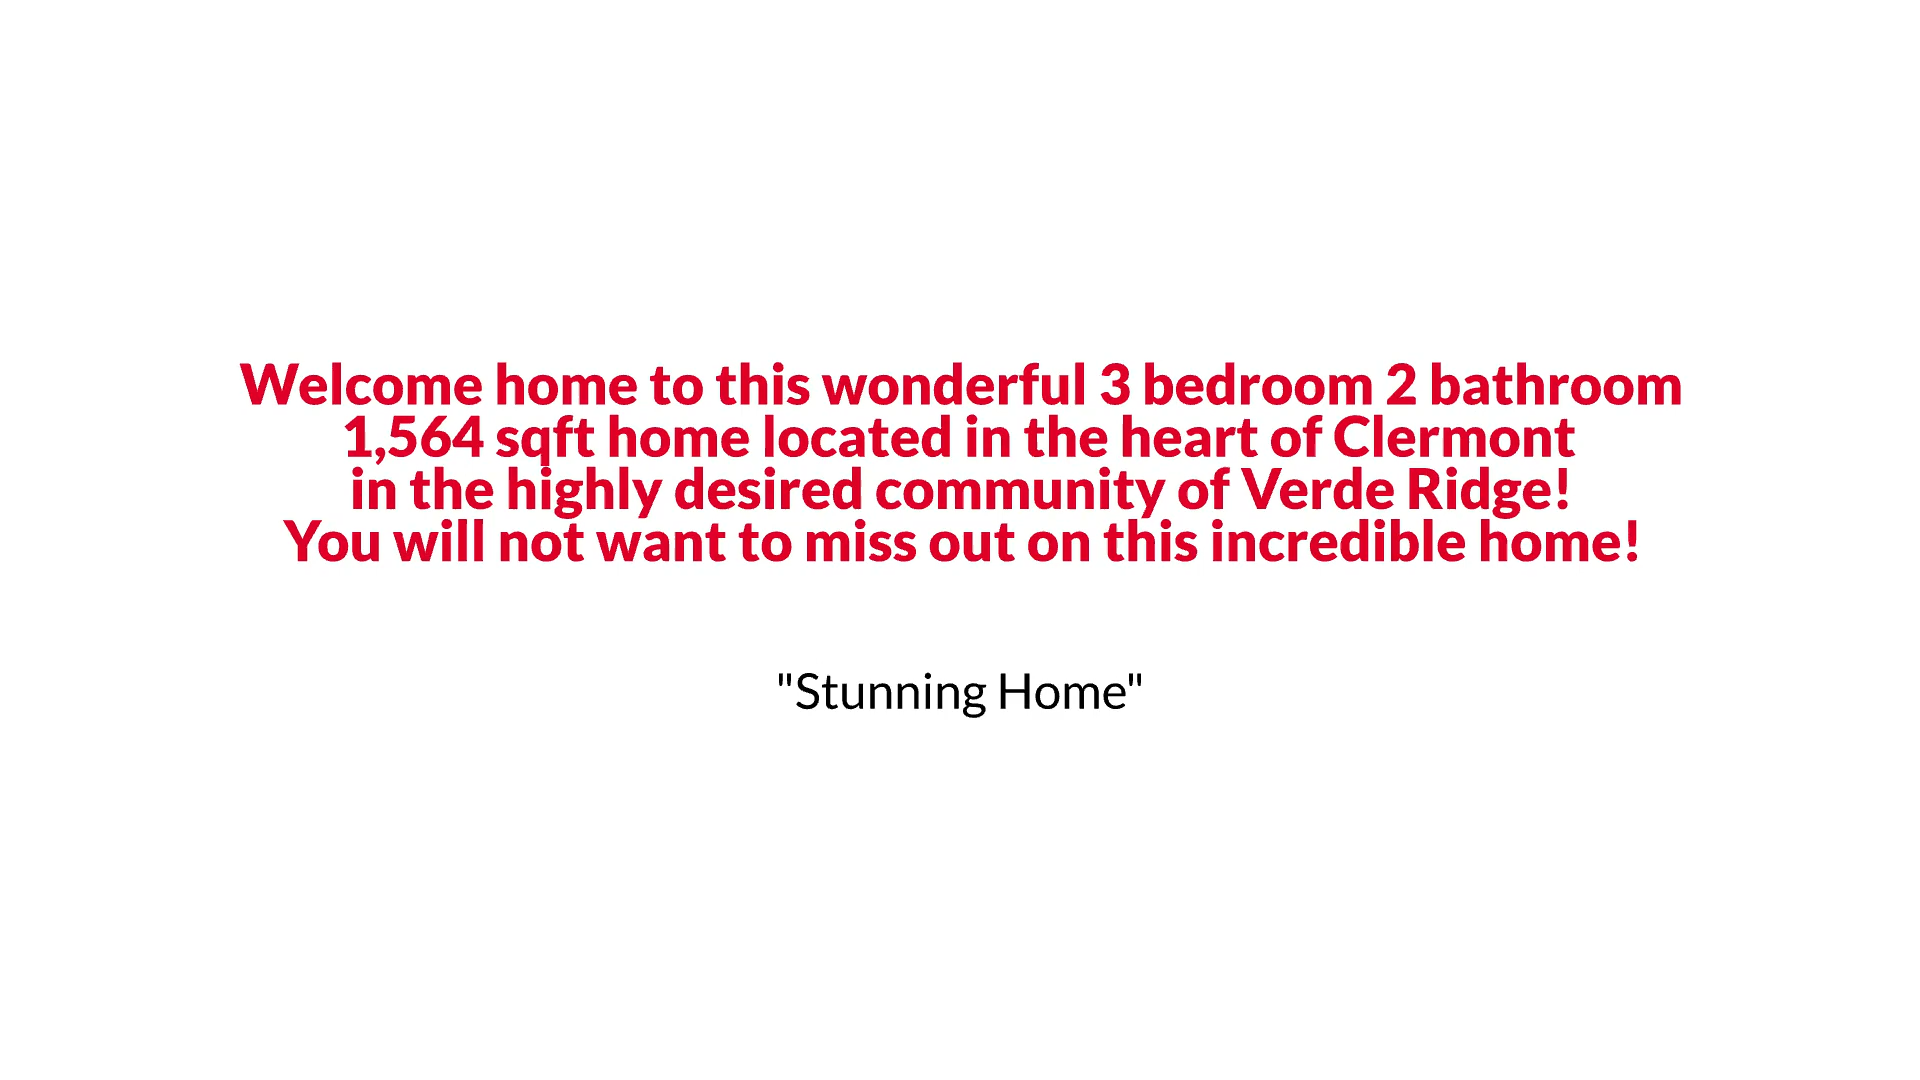 Welcome home to this wonderful 3 bedroom 2 bathroom
1,564 sqft home located in the heart of Clermont
in the highly desired community of Verde Ridge!
You will not want to miss out on this incredible home!
"Stunning Home"